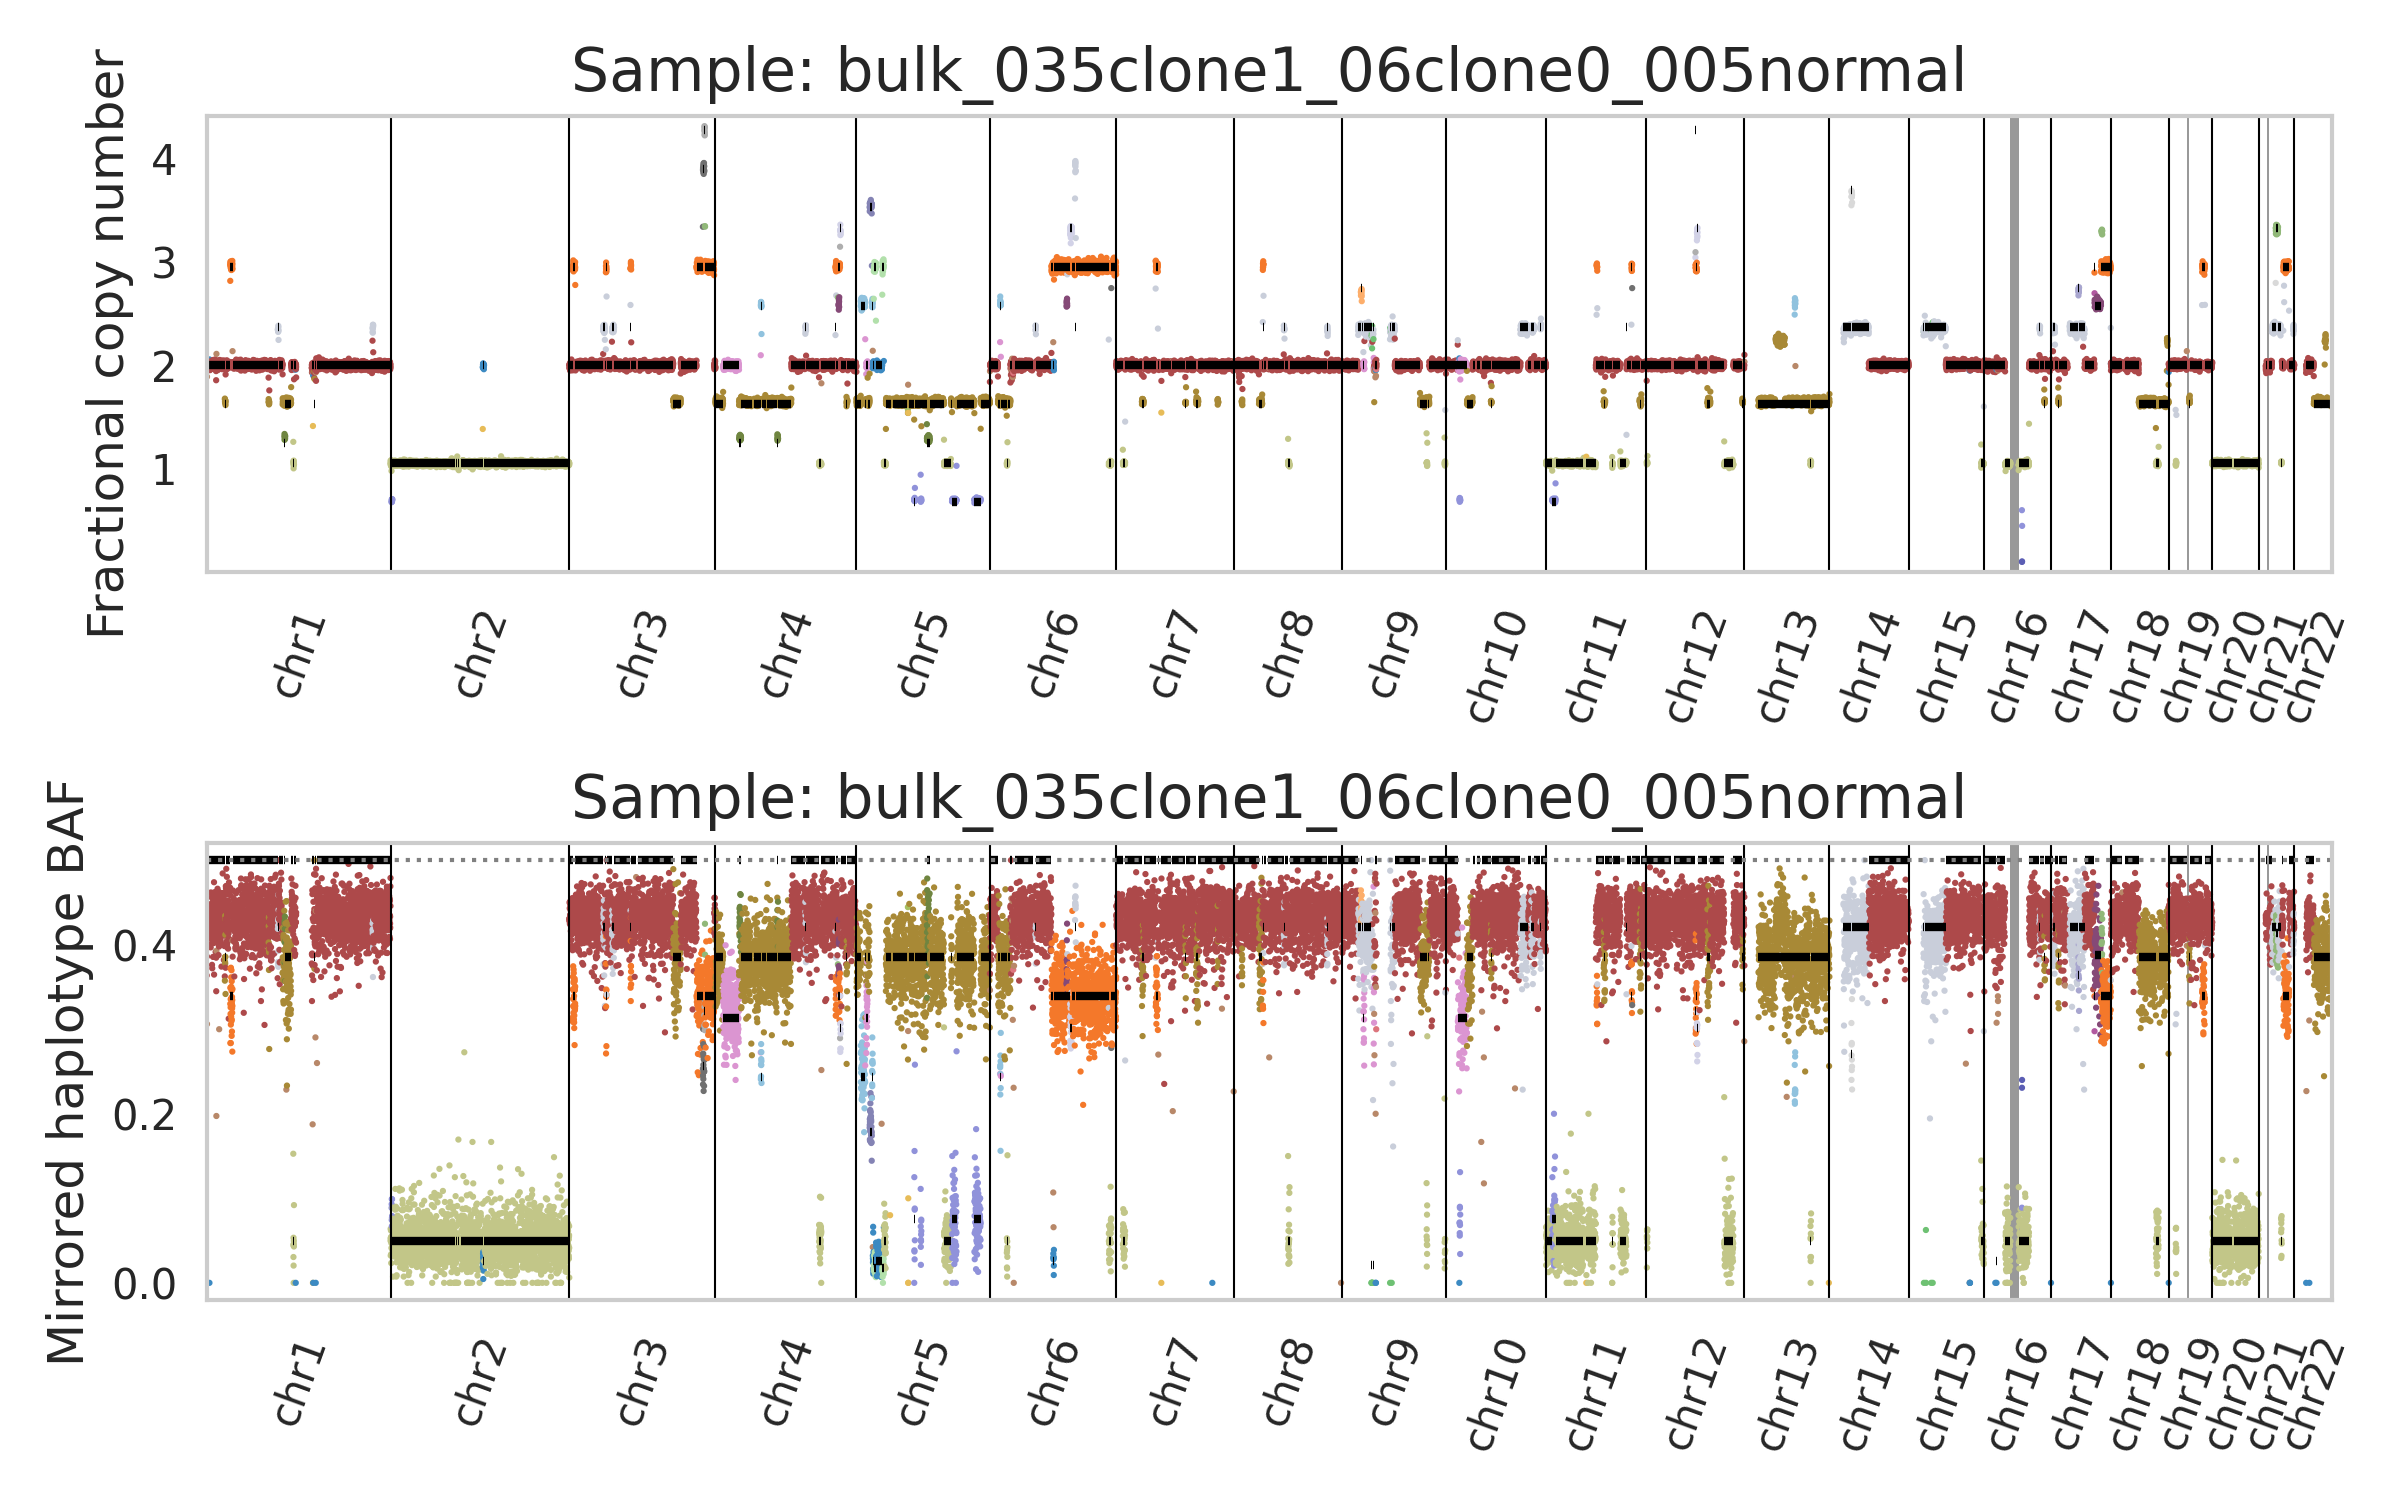 Sample: bulk_035clone1_06clone0_005normal
Fractional copy number
4
3
2
1
chr1 chr2 chr3 chr4 chr5 chr6 chr7 chr8 chr9 chr10 chr11 chr12 chr13 chr14 chr15 chr16 chr17 chr18 chr19 chr20 chr21 chr22
Sample: bulk_035clone1_06clone0_005normal
Mirrored haplotype BAF
0.4
0.2
0.0
chr1 chr2 chr3 chr4 chr5 chr6 chr7 chr8 chr9 chr10 chr11 chr12 chr13 chr14 chr15 chr16 chr17 chr18 chr19 chr20 chr21 chr22